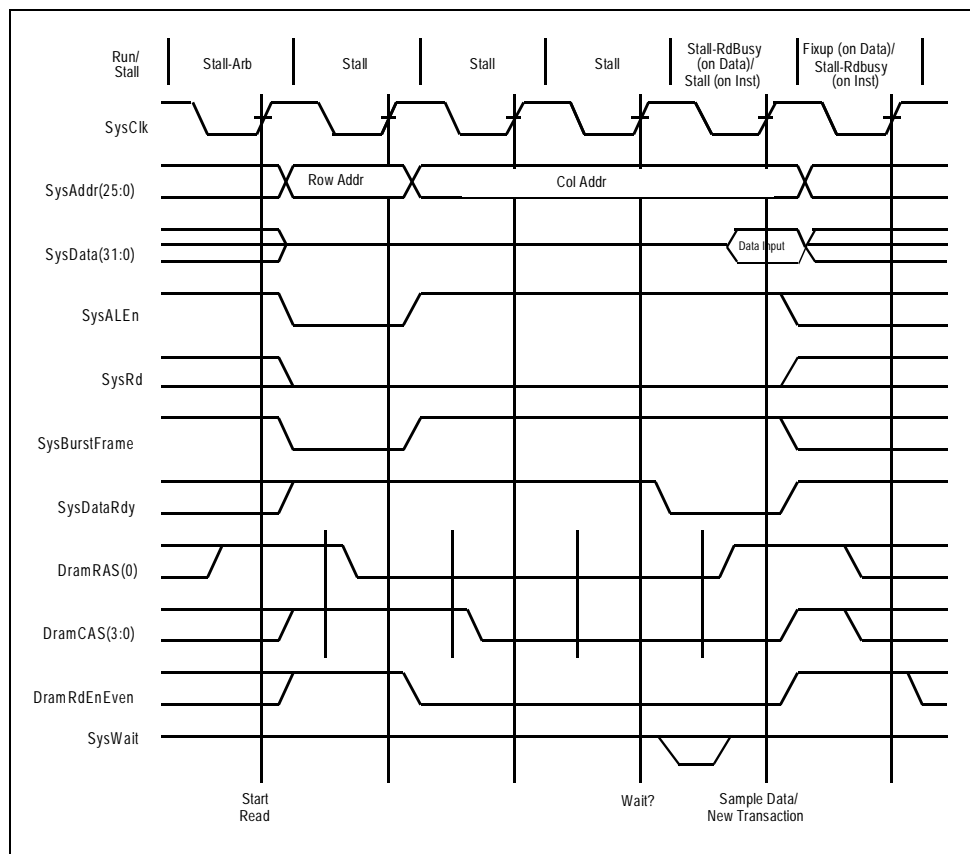 Run/
Stall
Stall-Arb
Stall
Stall
Stall
Stall-RdBusy
(on Data)/
Stall (on Inst)
Fixup (on Data)/
Stall-Rdbusy
(on Inst)
SysClk
SysAddr(25:0)
Row Addr
Col Addr
SysData(31:0)
Data Input
SysALEn
SysRd
SysBurstFrame
SysDataRdy
DramRAS(0)
DramCAS(3:0)
DramRdEnEven
SysWait
Start
Read
Wait?
Sample Data/
New Transaction